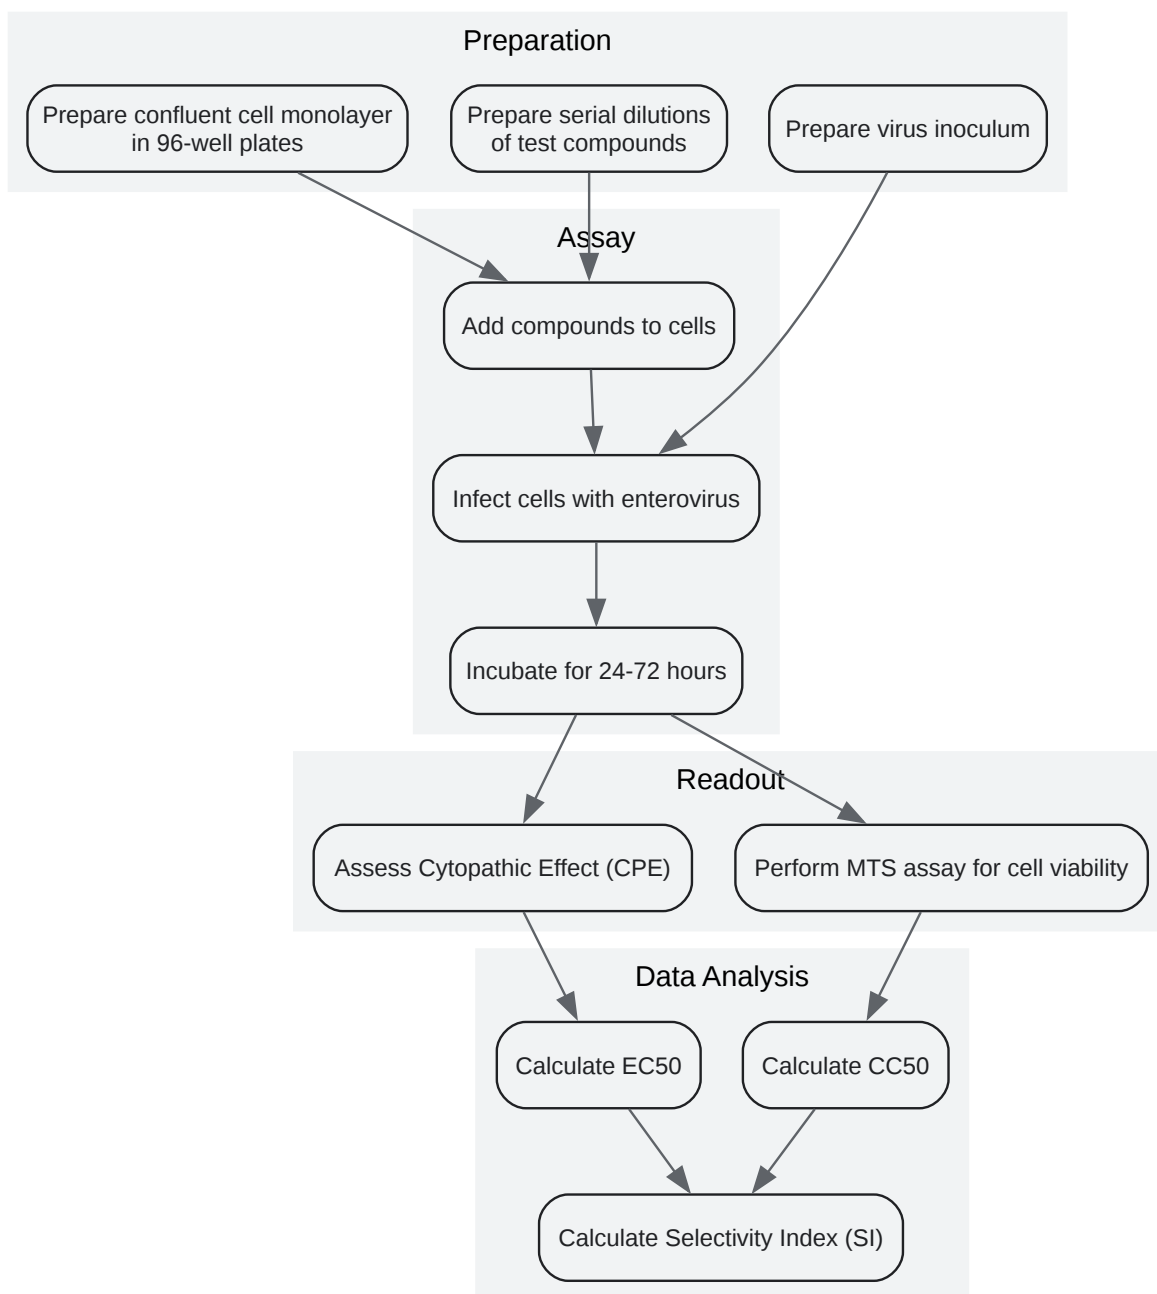 Preparation
Prepare confluent cell monolayer
in 96-well plates
Prepare serial dilutions
of test compounds
Prepare virus inoculum
Assay
Add compounds to cells
Infect cells with enterovirus
Incubate for 24-72 hours
Readout
Assess Cytopathic Effect (CPE)
Perform MTS assay for cell viability
Data Analysis
Calculate EC50
Calculate CC50
Calculate Selectivity Index (SI)